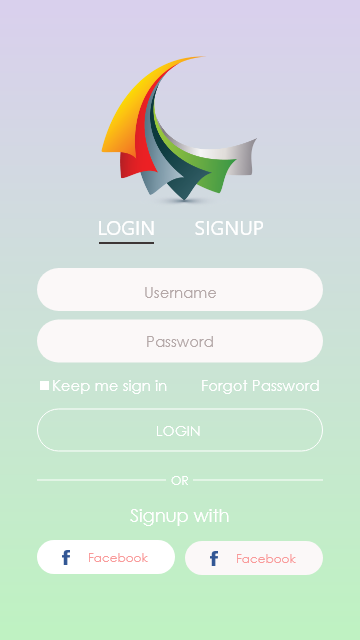 LOGIN SIGNUP
Username
Password
Keep me sign in Forgot Password
LOGIN
OR
Signup with
f Facebook f Facebook